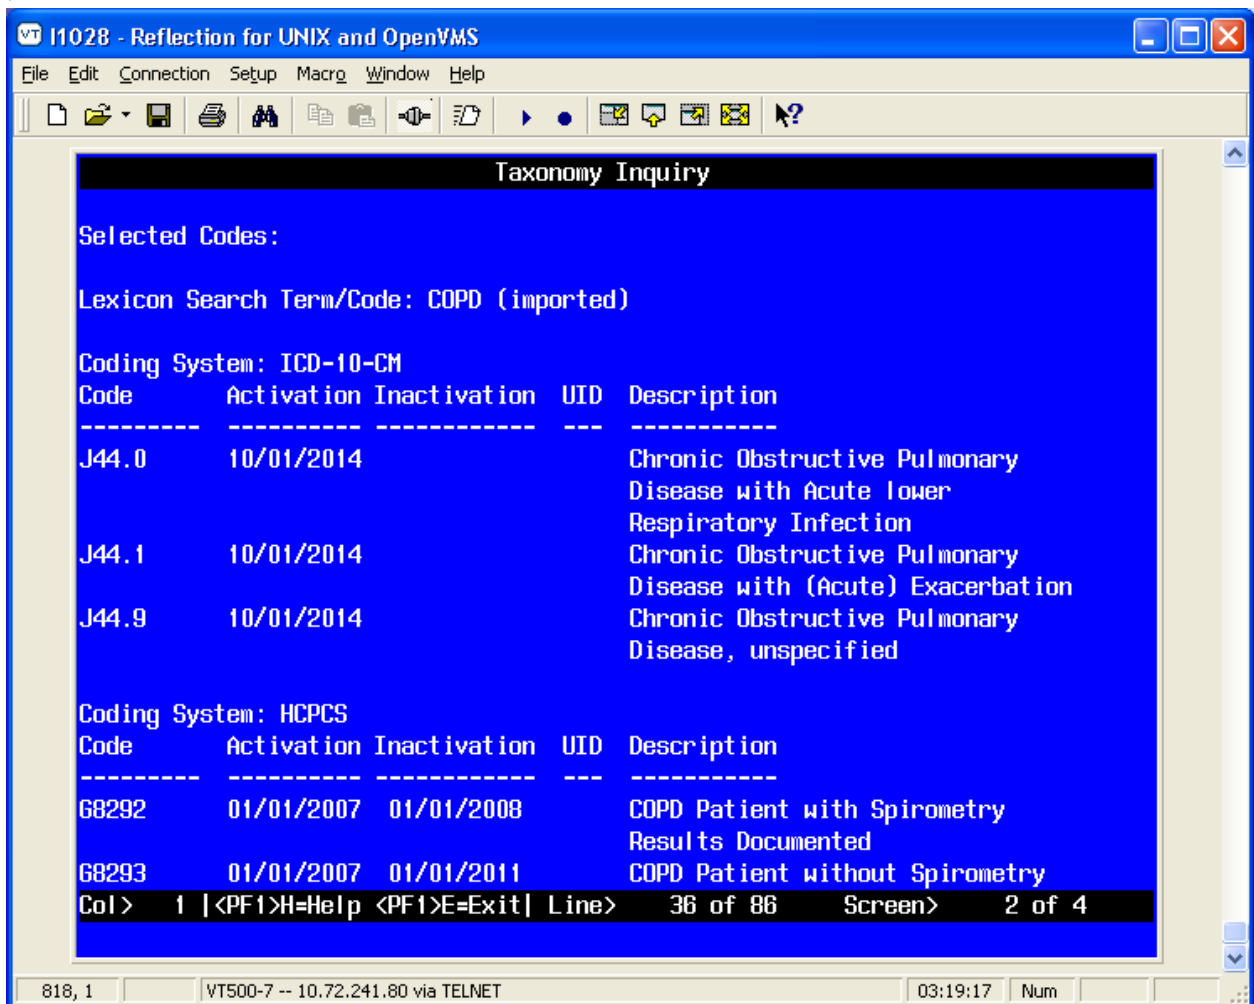 I1028 - Reflection for UNIX and OpenVMS
File Edit Connection Setup Macro Window Help
Taxonomy Inquiry
Selected Codes:
Lexicon Search Term/Code: COPD (imported)
Coding System: ICD-10-CM
Code Activation Inactivation UID Description
--------- ---------- ------------ --- -----------
J44.0 10/01/2014 Chronic Obstructive Pulmonary
Disease with Acute lower
Respiratory Infection
J44.1 10/01/2014 Chronic Obstructive Pulmonary
Disease with (Acute) Exacerbation
J44.9 10/01/2014 Chronic Obstructive Pulmonary
Disease, unspecified
Coding System: HCPCS
Code Activation Inactivation UID Description
--------- ---------- ------------ --- -----------
G8292 01/01/2007 01/01/2008 COPD Patient with Spirometry
Results Documented
G8293 01/01/2007 01/01/2011 COPD Patient without Spirometry
Col> 1 |<PF1>H=Help <PF1>E=Exit| Line> 36 of 86 Screen> 2 of 4
818, 1 VT500-7 -- 10.72.241.80 via TELNET 03:19:17 Num